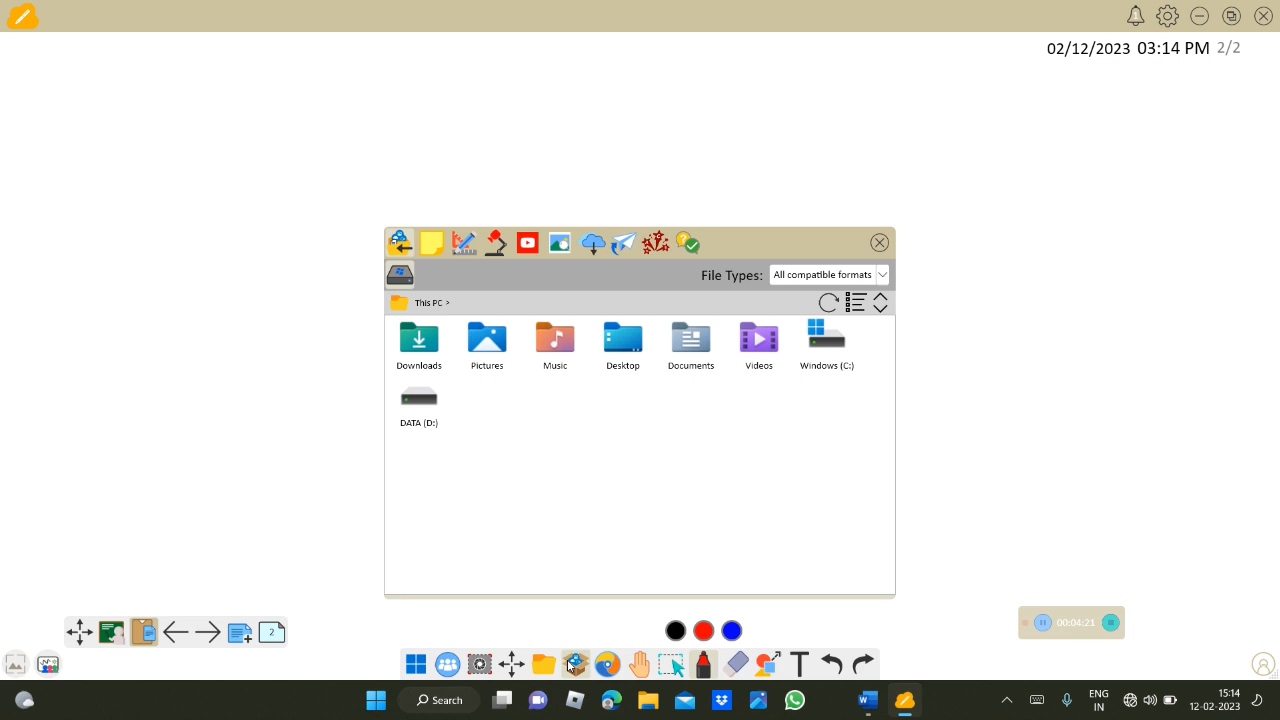 02/12/2023 03:14 PM 2/2
File Types: All compatible formats
This PC >
Downloads Pictures Music Desktop Documents Videos Windows (C:)
DATA (D:)
2
00:04:21
T
Search
ENG
IN
15:14
12-02-2023